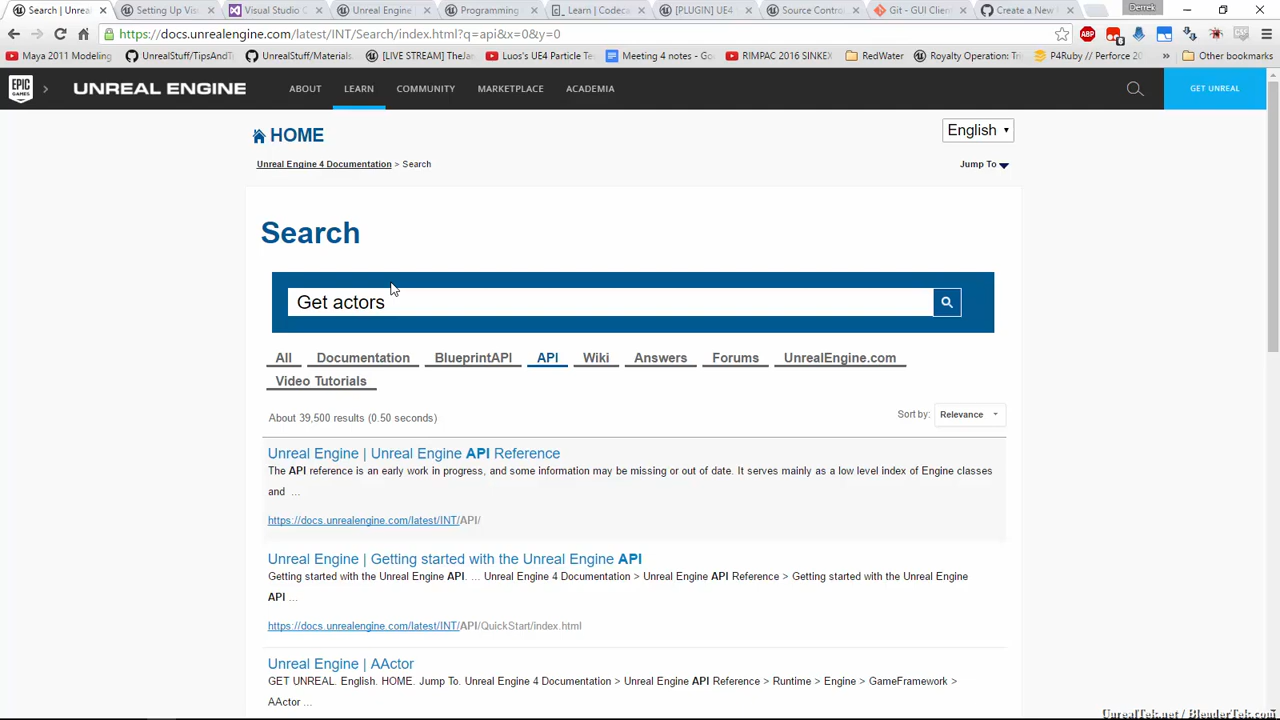 Search | Unreal
Setting Up Vis
Visual Studio C
Unreal Engine
Programming
Learn | Codeca
[PLUGIN] UE4
Source Contro
Git - GUI Client
Create a New
Derrek
https://docs.unrealengine.com/latest/INT/Search/index.html?q=api&x=0&y=0
Maya 2011 Modeling
UnrealStuff/TipsAndT
UnrealStuff/Materials
[LIVE STREAM] TheJa
Luos's UE4 Particle Te
Meeting 4 notes - Go
RIMPAC 2016 SINKEX
RedWater
Royalty Operation: Tri
P4Ruby // Perforce 20
»
Other bookmarks
EPIC GAMES
UNREAL ENGINE
ABOUT
LEARN
COMMUNITY
MARKETPLACE
ACADEMIA
GET UNREAL
HOME
English
Unreal Engine 4 Documentation > Search
Jump To
Search
Get actors
All
Documentation
BlueprintAPI
API
Wiki
Answers
Forums
UnrealEngine.com
Video Tutorials
About 39,500 results (0.50 seconds)
Sort by: Relevance
Unreal Engine | Unreal Engine API Reference
The API reference is an early work in progress, and some information may be missing or out of date. It serves mainly as a low level index of Engine classes
and ...
https://docs.unrealengine.com/latest/INT/API/
Unreal Engine | Getting started with the Unreal Engine API
Getting started with the Unreal Engine API. ... Unreal Engine 4 Documentation > Unreal Engine API Reference > Getting started with the Unreal Engine
API ...
https://docs.unrealengine.com/latest/INT/API/QuickStart/index.html
Unreal Engine | AActor
GET UNREAL. English. HOME. Jump To. Unreal Engine 4 Documentation > Unreal Engine API Reference > Runtime > Engine > GameFramework >
AActor ...
UnrealTek.net / BlenderTek.com